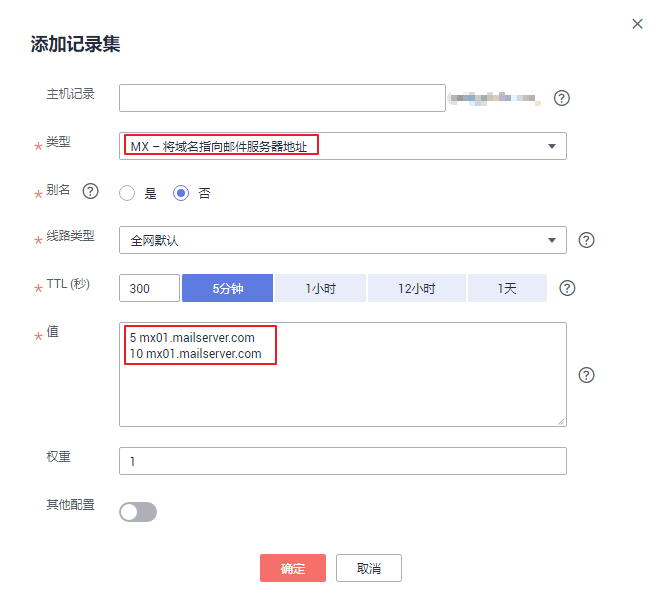 添加记录集
主机记录
* 类型 MX – 将域名指向邮件服务器地址
* 别名 ? 是 否
* 线路类型 全网默认 ?
* TTL (秒) 300 5分钟 1小时 12小时 1天 ?
* 值 5 mx01.mailserver.com
10 mx01.mailserver.com
?
权重 1
其他配置
确定 取消